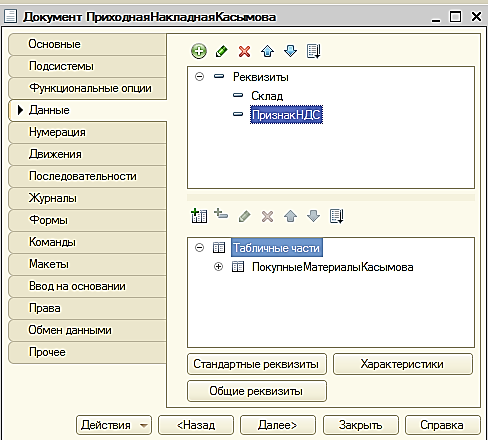 Документ ПриходнаяНакладнаяКасымова
Основные
Подсистемы
Функциональные опции
Данные
Нумерация
Движения
Последовательности
Журналы
Формы
Команды
Макеты
Ввод на основании
Права
Обмен данными
Прочее
Реквизиты
Склад
ПризнакНДС
Табличные части
ПокупныеМатериалыКасымова
Стандартные реквизиты
Характеристики
Общие реквизиты
Действия
<Назад
Далее>
Закрыть
Справка